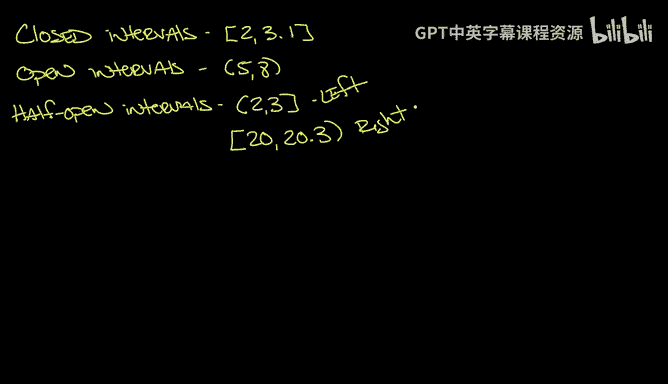 GPT中英字幕课程资源 bilibili
Closed intervals - [2, 3.1]
Open intervals - (5,8)
Half-open intervals - (2,3] - Left
[20, 20.3) Right